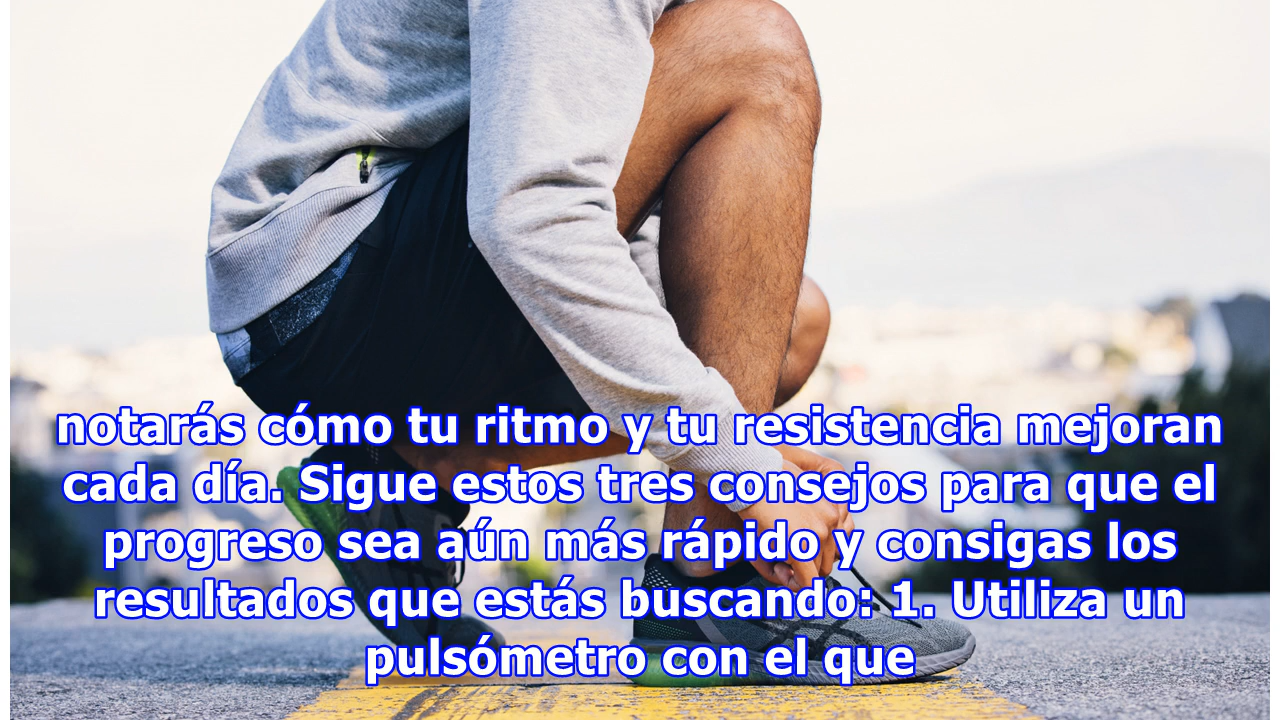 notarás cómo tu ritmo y tu resistencia mejoran
cada día. Sigue estos tres consejos para que el
progreso sea aún más rápido y consigas los
resultados que estás buscando: 1. Utiliza un
pulsómetro con el que